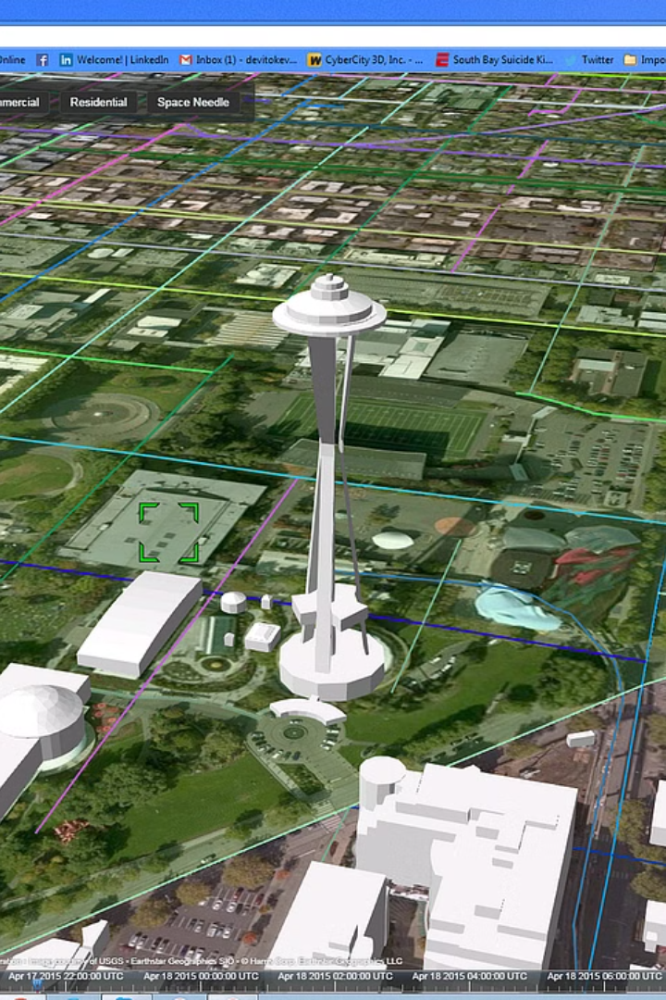 Online Welcome! | LinkedIn Inbox (1) - devitokev... CyberCity 3D, Inc. - ... South Bay Suicide Ki... Twitter Impo
mmercial Residential Space Needle
Image courtesy of USGS - Earthstar Geographics SIO - © Harris Corp, Earthstar Geographics LLC
Apr 17 2015 22:00:00 UTC Apr 18 2015 00:00:00 UTC Apr 18 2015 02:00:00 UTC Apr 18 2015 04:00:00 UTC Apr 18 2015 06:00:00 UTC